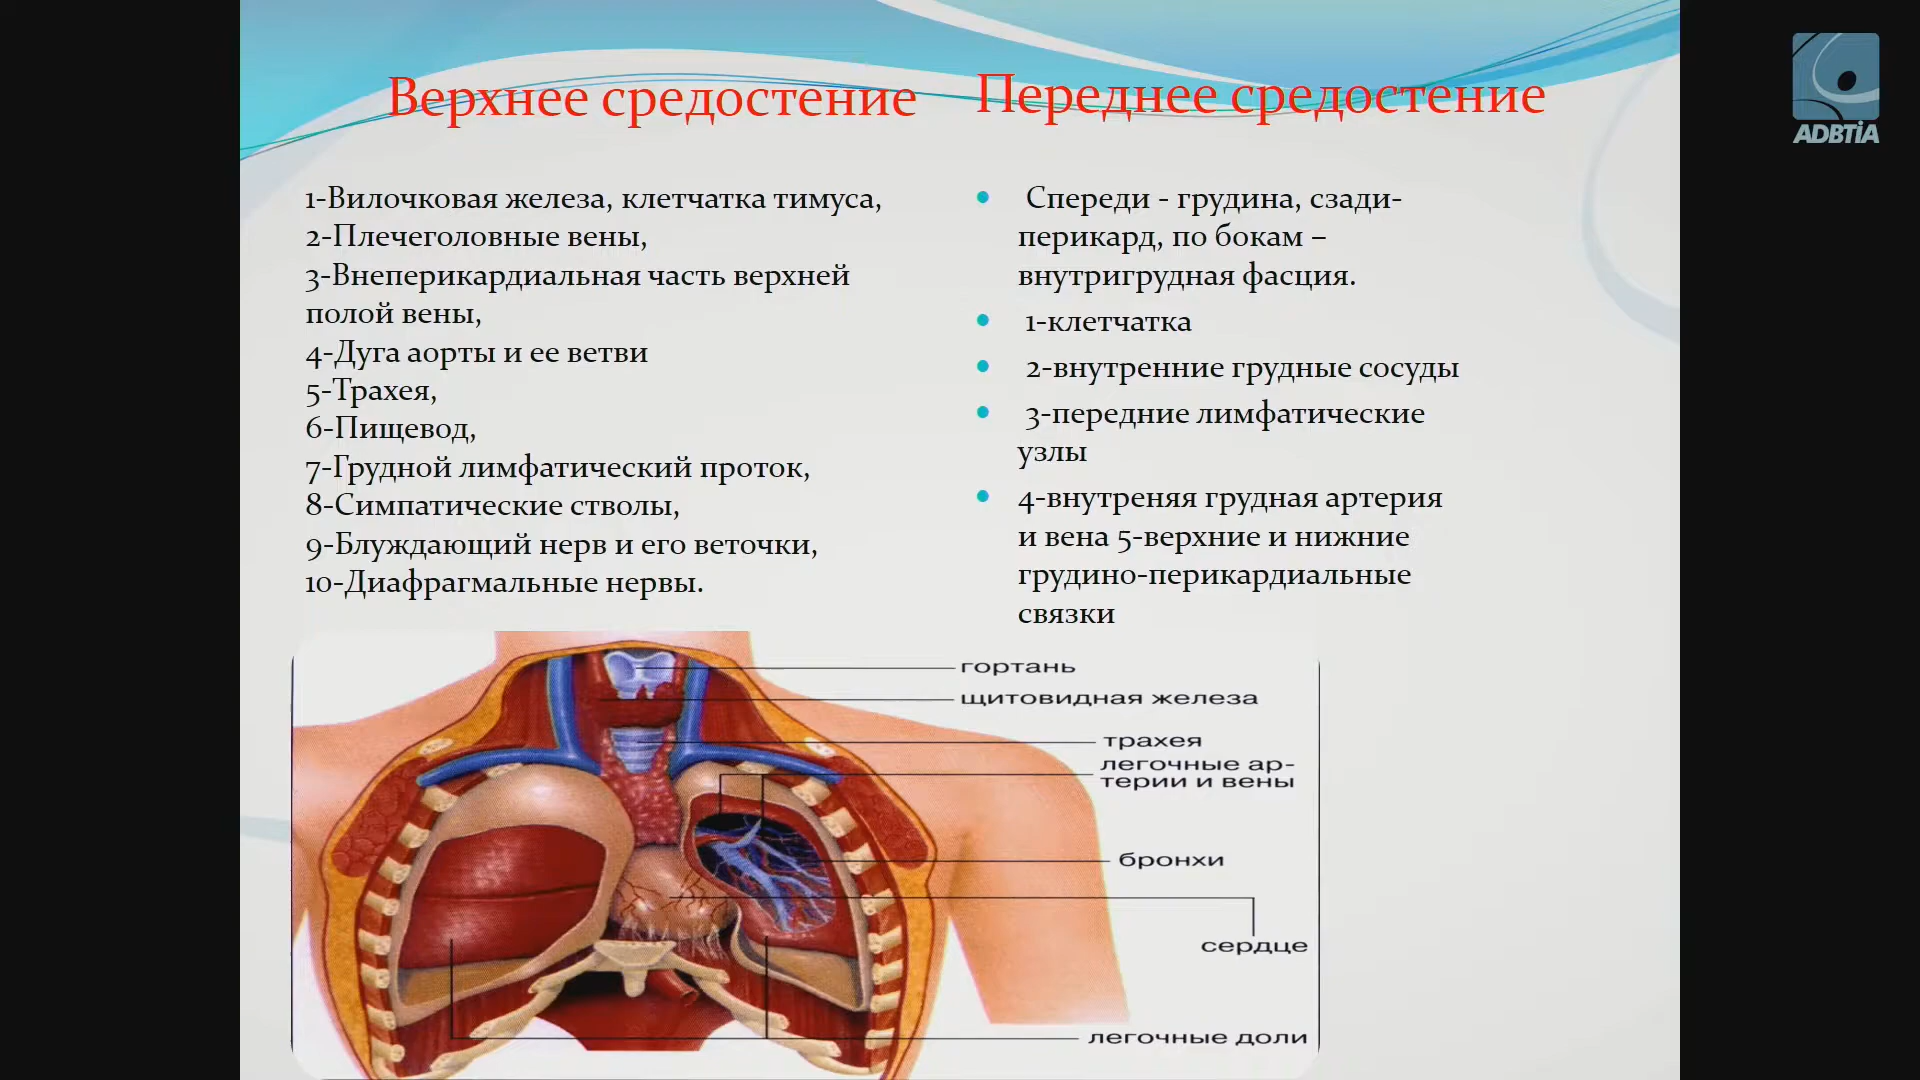 Верхнее средостение
1-Вилочковая железа, клетчатка тимуса,
2-Плечеголовные вены,
3-Внеперикардиальная часть верхней
полой вены,
4-Дуга аорты и ее ветви
5-Трахея,
6-Пищевод,
7-Грудной лимфатический проток,
8-Симпатические стволы,
9-Блуждающий нерв и его веточки,
10-Диафрагмальные нервы.
Переднее средостение
Спереди - грудина, сзади-
перикард, по бокам –
внутригрудная фасция.
1-клетчатка
2-внутренние грудные сосуды
3-передние лимфатические
узлы
4-внутреняя грудная артерия
и вена 5-верхние и нижние
грудино-перикардиальные
связки
гортань
щитовидная железа
трахея
легочные ар-
терии и вены
бронхи
сердце
легочные доли
ADBTİA